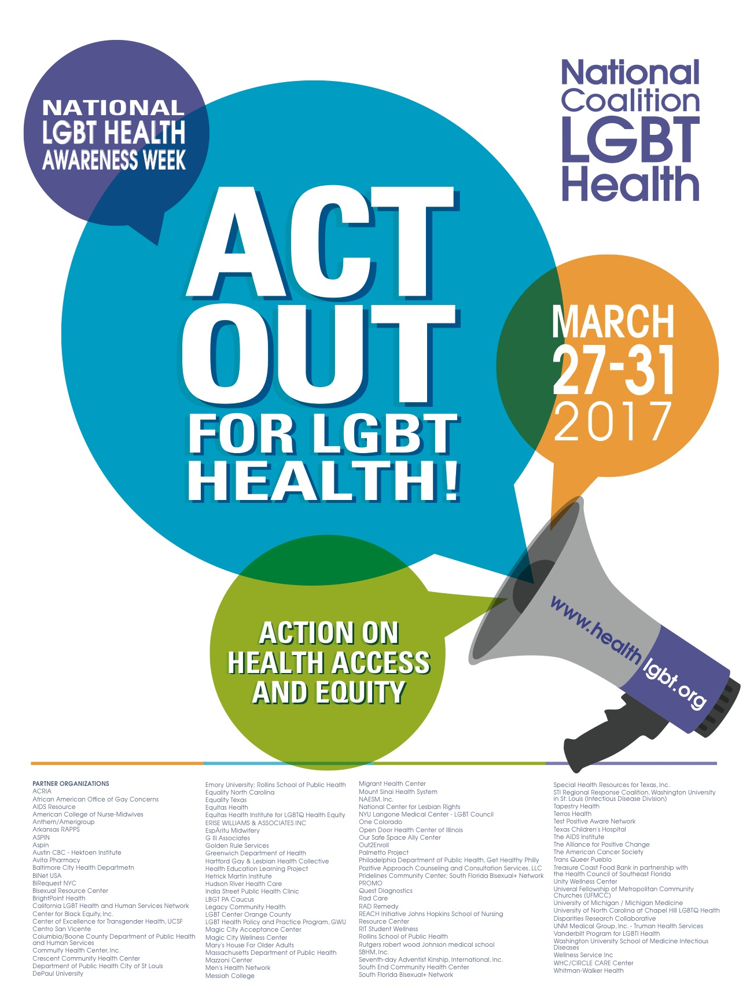 NATIONAL
LGBT HEALTH
AWARENESS WEEK
National
Coalition
LGBT
Health
ACT
OUT
FOR LGBT
HEALTH!
MARCH
27-31
2017
ACTION ON
HEALTH ACCESS
AND EQUITY
www.healthlgbt.org
PARTNER ORGANIZATIONS
ACRIA
African American Office of Gay Concerns
AIDS Resource
American College of Nurse-Midwives
Anthem/Amerigroup
Arkansas RAPPS
ASPIN
Aspin
Austin CBC - Hektoen Institute
Avita Pharmacy
Baltimore City Health Departmetn
BiNet USA
BiRequest NYC
Bisexual Resource Center
BrightPoint Health
California LGBT Health and Human Services Network
Center for Black Equity, Inc.
Center of Excellence for Transgender Health, UCSF
Centro San Vicente
Columbia/Boone County Department of Public Health
and Human Services
Commuity Health Center, Inc.
Crescent Community Health Center
Department of Public Health City of St Louis
DePaul University
Emory University; Rollins School of Public Health
Equality North Carolina
Equality Texas
Equitas Health
Equitas Health Institute for LGBTQ Health Equity
ERISE WILLIAMS & ASSOCIATES INC
EspÃritu Midwifery
G III Associates
Golden Rule Services
Greenwich Department of Health
Hartford Gay & Lesbian Health Collective
Health Education Learning Project
Hetrick Martin Institute
Hudson River Health Care
India Street Public Health Clinic
LBGT PA Caucus
Legacy Community Health
LGBT Center Orange County
LGBT Health Policy and Practice Program, GWU
Magic City Acceptance Center
Magic City Wellness Center
Mary's House For Older Adults
Massachusetts Department of Public Health
Mazzoni Center
Men's Health Network
Messiah College
Migrant Health Center
Mount Sinai Health System
NAESM, Inc.
National Center for Lesbian Rights
NYU Langone Medical Center - LGBT Council
One Colorado
Open Door Health Center of Illinois
Our Safe Space Ally Center
Out2Enroll
Palmetto Project
Philadelphia Department of Public Health, Get Healthy Philly
Pozitive Approach Counseling and Consultation Services, LLC
Pridelines Community Center; South Florida Bisexual+ Network
PROMO
Quest Diagnostics
Rad Care
RAD Remedy
REACH Initiative Johns Hopkins School of Nursing
Resource Center
RIT Student Wellness
Rollins School of Public Health
Rutgers robert wood Johnson medical school
SBHM, Inc.
Seventh-day Adventist Kinship, International, Inc.
South End Community Health Center
South Florida Bisexual+ Network
Special Health Resources for Texas, Inc.
STI Regional Response Coalition, Washington University
in St. Louis (Infectious Disease Division)
Tapestry Health
Terros Health
Test Positive Aware Network
Texas Children's Hospital
The AIDS Institute
The Alliance for Positive Change
The American Cancer Society
Trans Queer Pueblo
Treasure Coast Food Bank in partnership with
the Health Council of Southeast Florida
Unity Wellness Center
Univeral Fellowship of Metropolitan Community
Churches (UFMCC)
University of Michigan / Michigan Medicine
University of North Carolina at Chapel Hill LGBTQ Health
Disparities Research Collaborative
UNM Medical Group, Inc. - Truman Health Services
Vanderbilt Program for LGBTI Health
Washington University School of Medicine Infectious
Diseases
Wellness Service Inc
WHC/CIRCLE CARE Center
Whitman-Walker Health